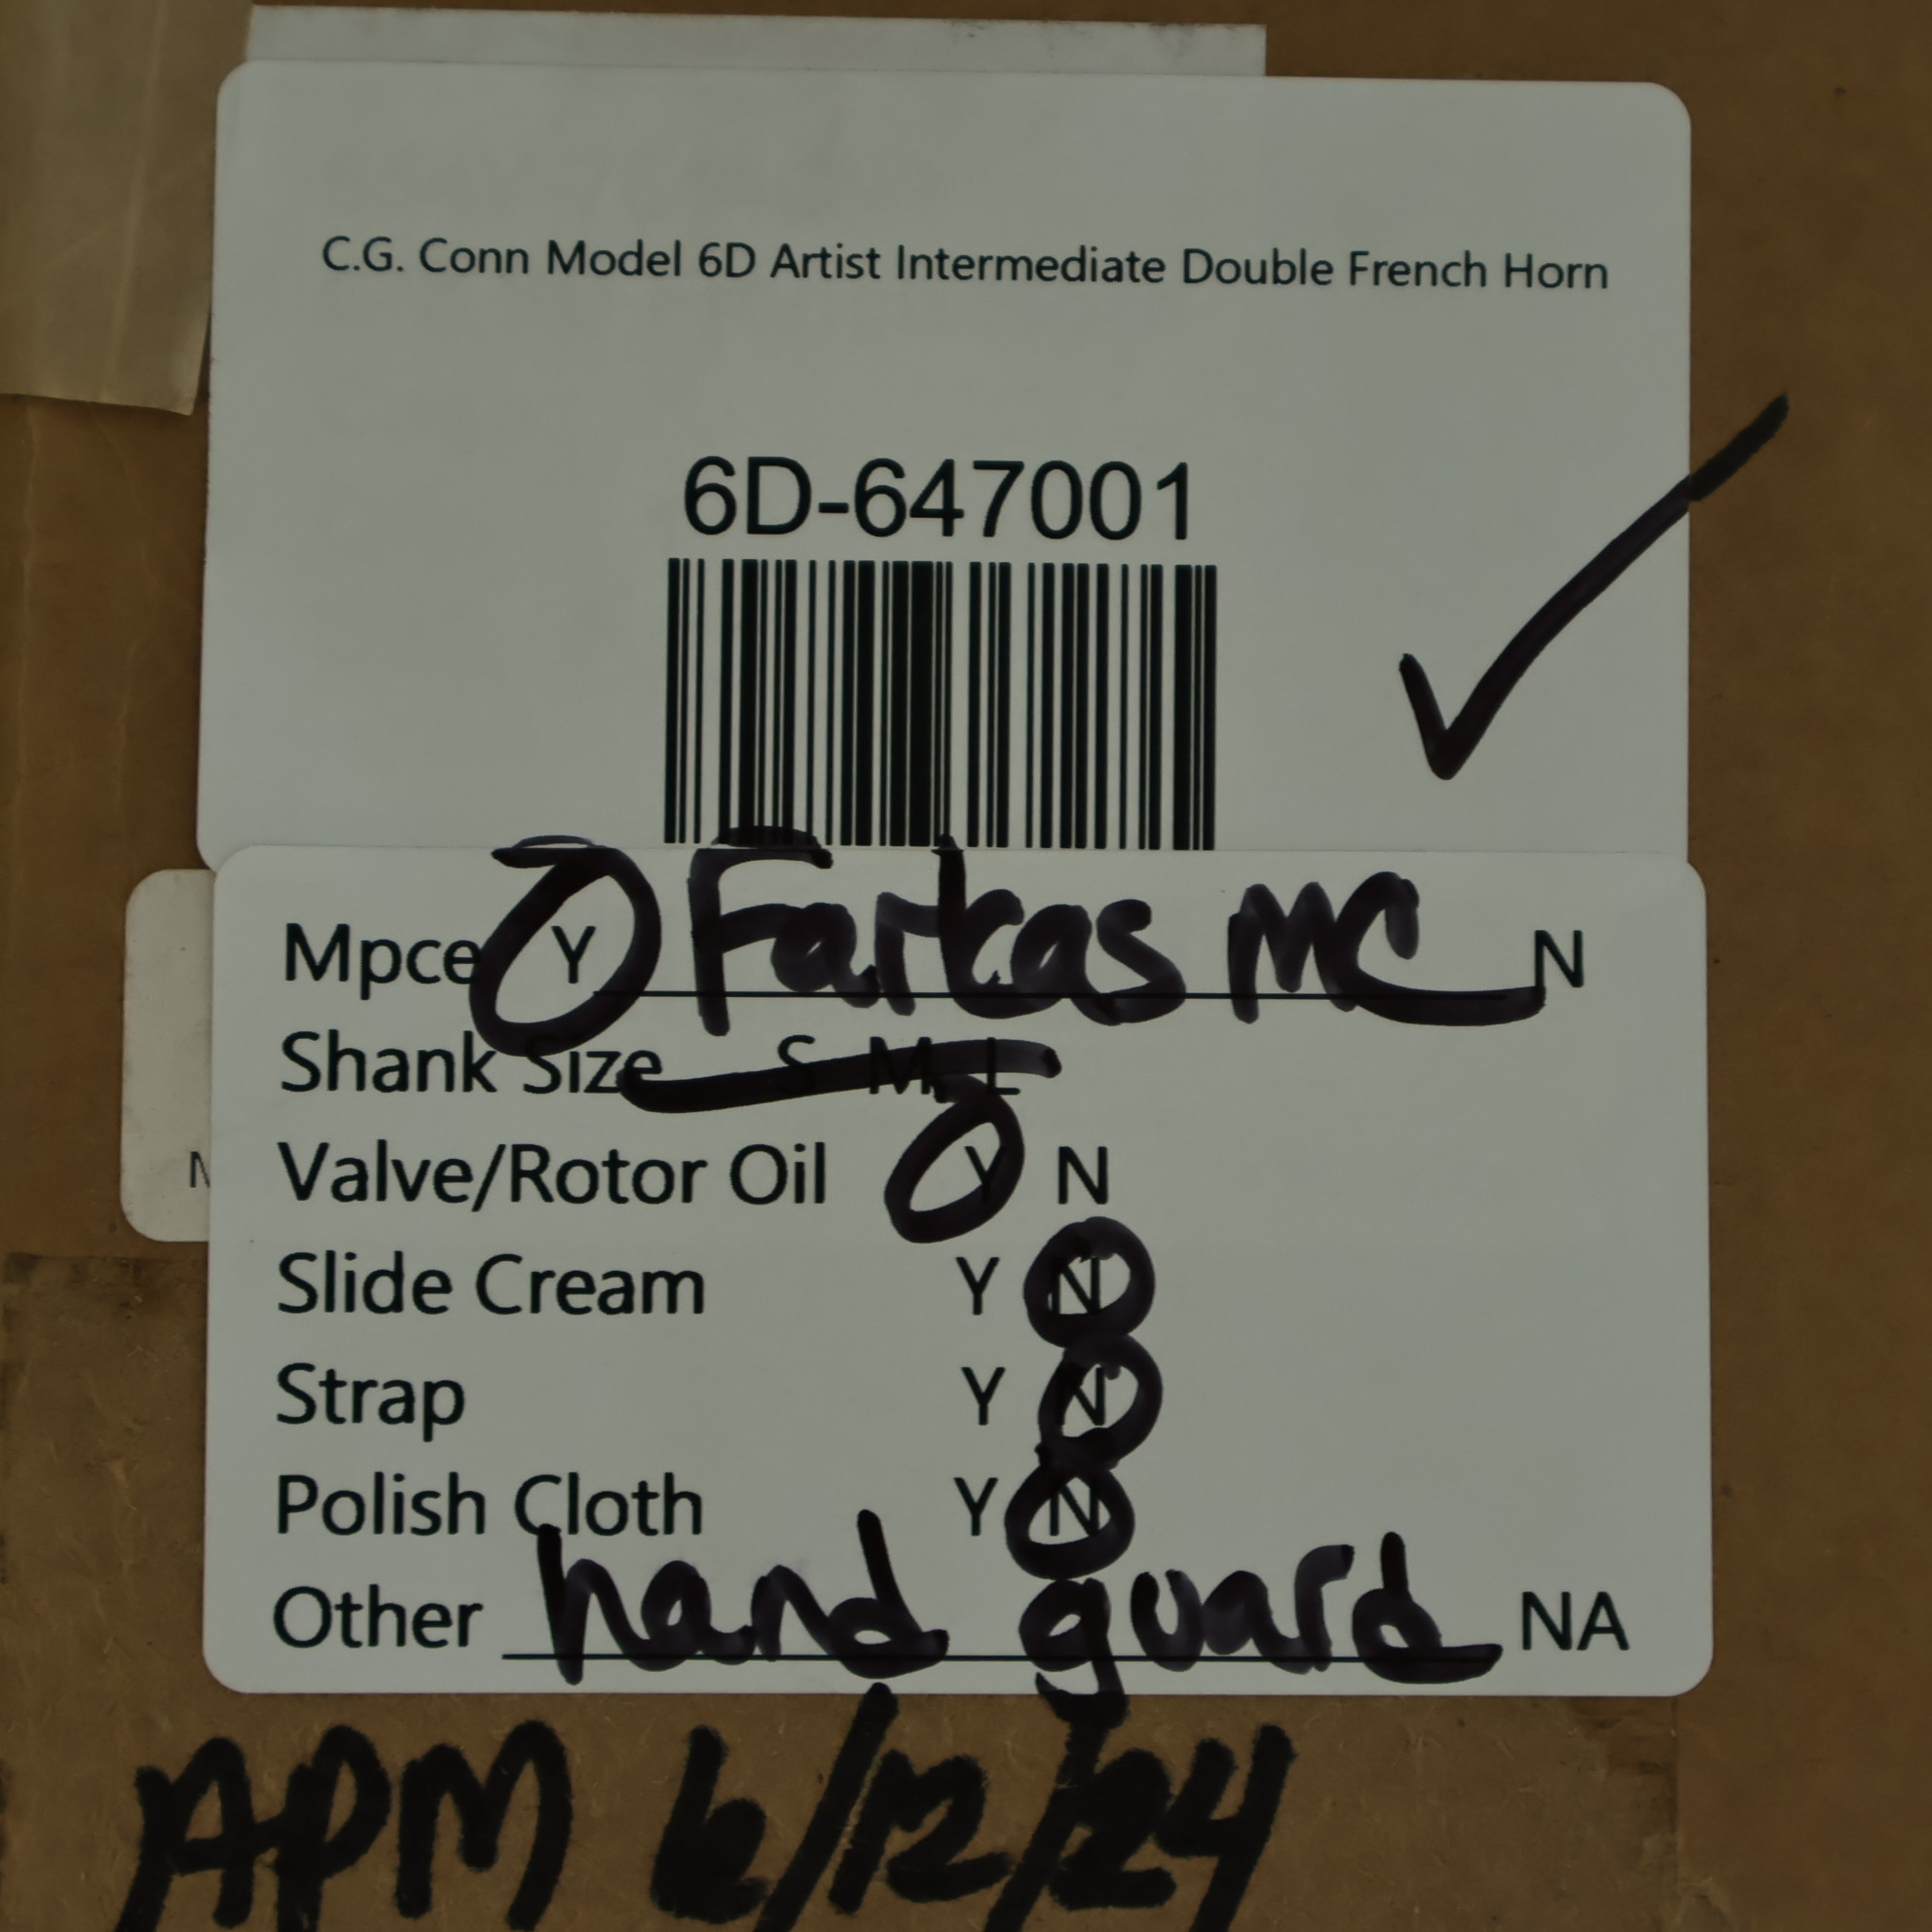 C.G. Conn Model 6D Artist Intermediate Double French Horn
6D-647001
Mpce Y Farkas MC N
Shank Size S M L
Valve/Rotor Oil Y N
Slide Cream Y N
Strap Y N
Polish Cloth Y N
Other hand guard NA
APM 6/12/24